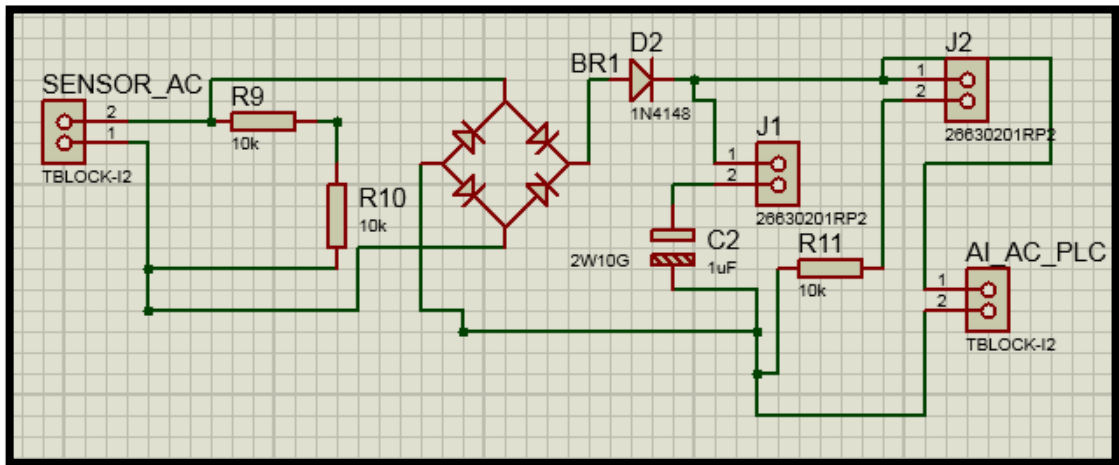 SENSOR_AC
2
1
TBLOCK-I2
R9
10k
R10
10k
BR1
2W10G
D2
1N4148
J1
1
2
26630201RP2
C2
1uF
R11
10k
J2
1
2
26630201RP2
AI_AC_PLC
1
2
TBLOCK-I2